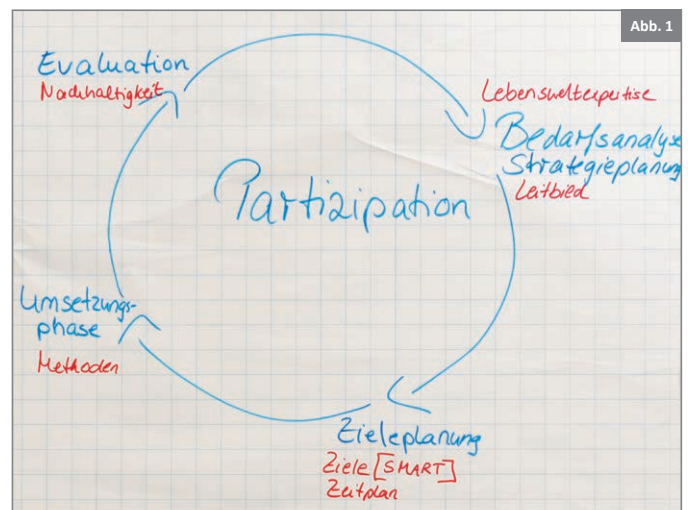 Abb. 1
Evaluation
Nachhaltigkeit
Lebensweltexpertise
Bedarfsanalyse
Strategieplanung
Leitbild
Partizipation
Umsetzungs-
phase
Methoden
Zieleplanung
Ziele [SMART]
Zeitplan